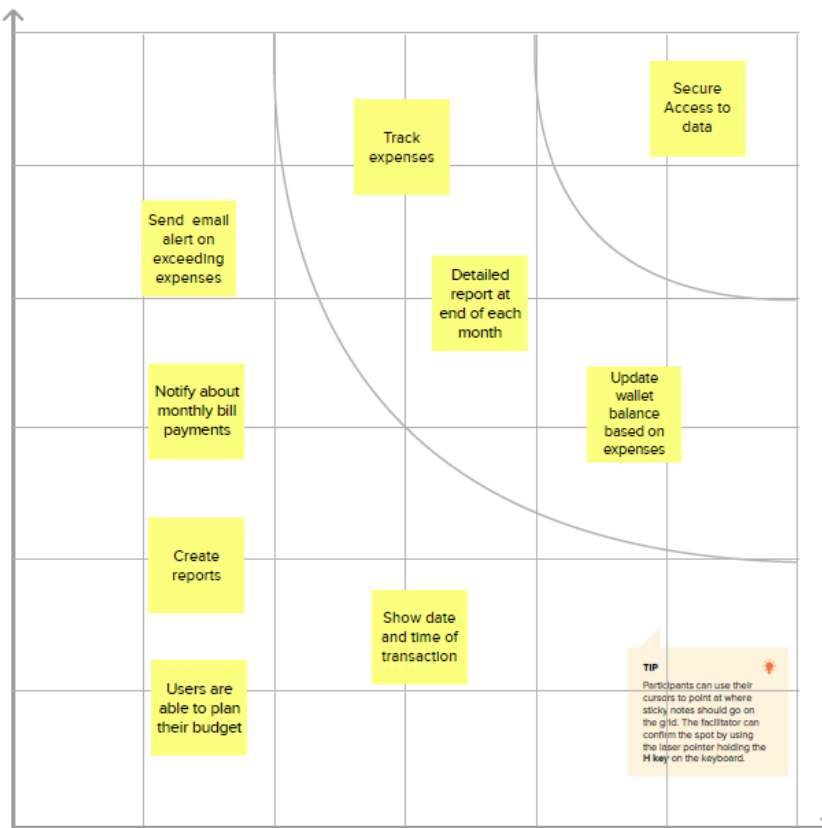 Secure
Access to
data
Track
expenses
Send email
alert on
exceeding
expenses
Detailed
report at
end of each
month
Notify about
monthly bill
payments
Update
wallet
balance
based on
expenses
Create
reports
Show date
and time of
transaction
Users are
able to plan
their budget
TIP
Participants can use their
cursors to point at where
sticky notes should go on
the grid. The facilitator can
confirm the spot by using
the laser pointer holding the
H key on the keyboard.